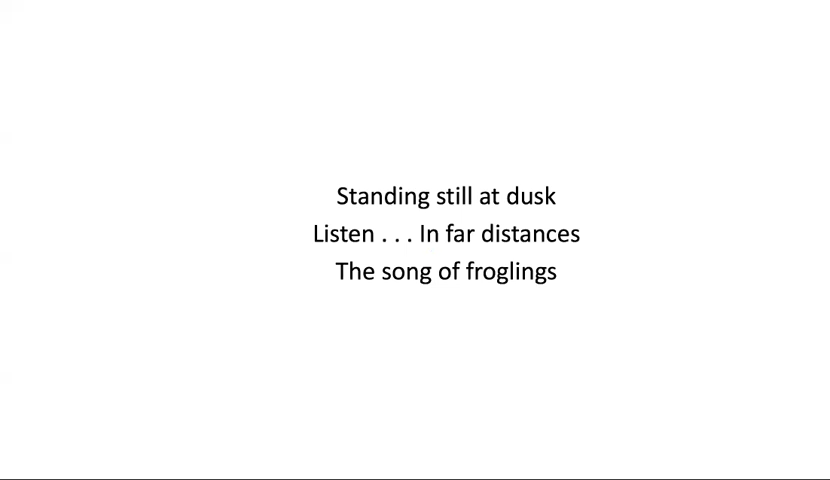 Standing still at dusk
Listen . . . In far distances
The song of froglings